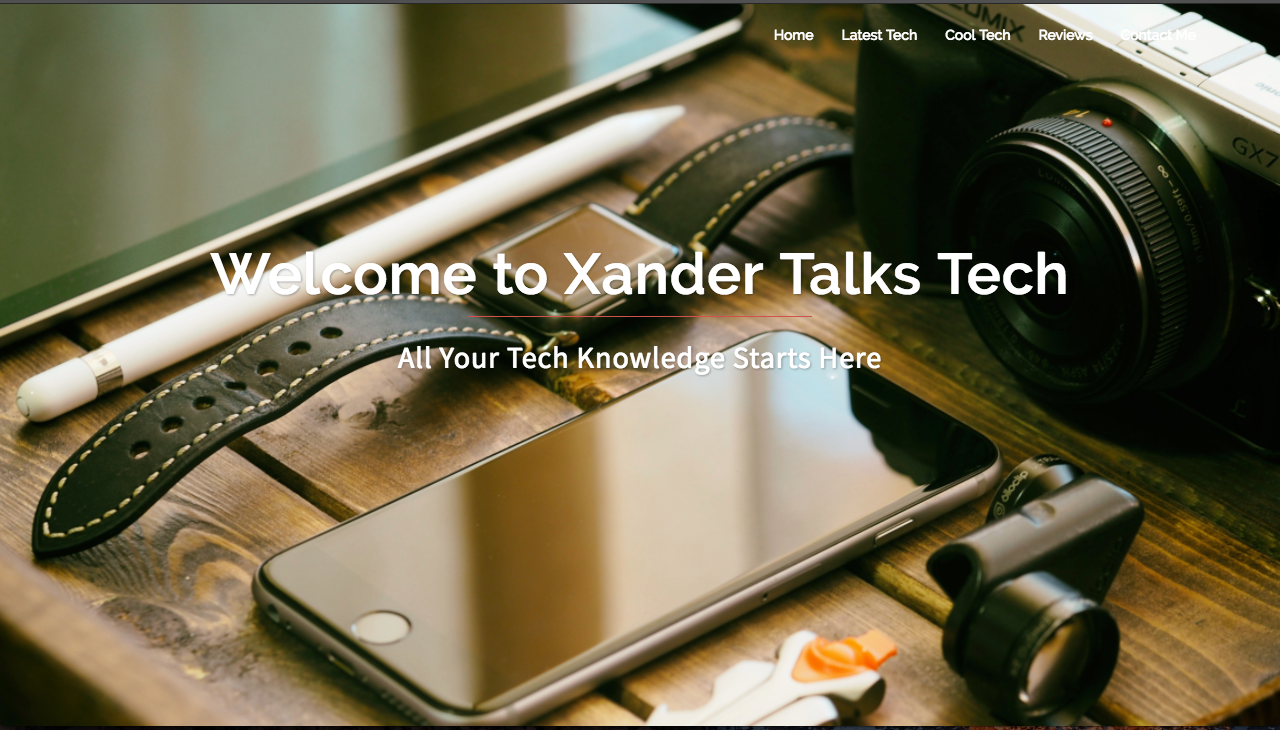 Home Latest Tech Cool Tech Reviews Contact Me
LUMIX
GX7
Welcome to Xander Talks Tech
All Your Tech Knowledge Starts Here
olloclip